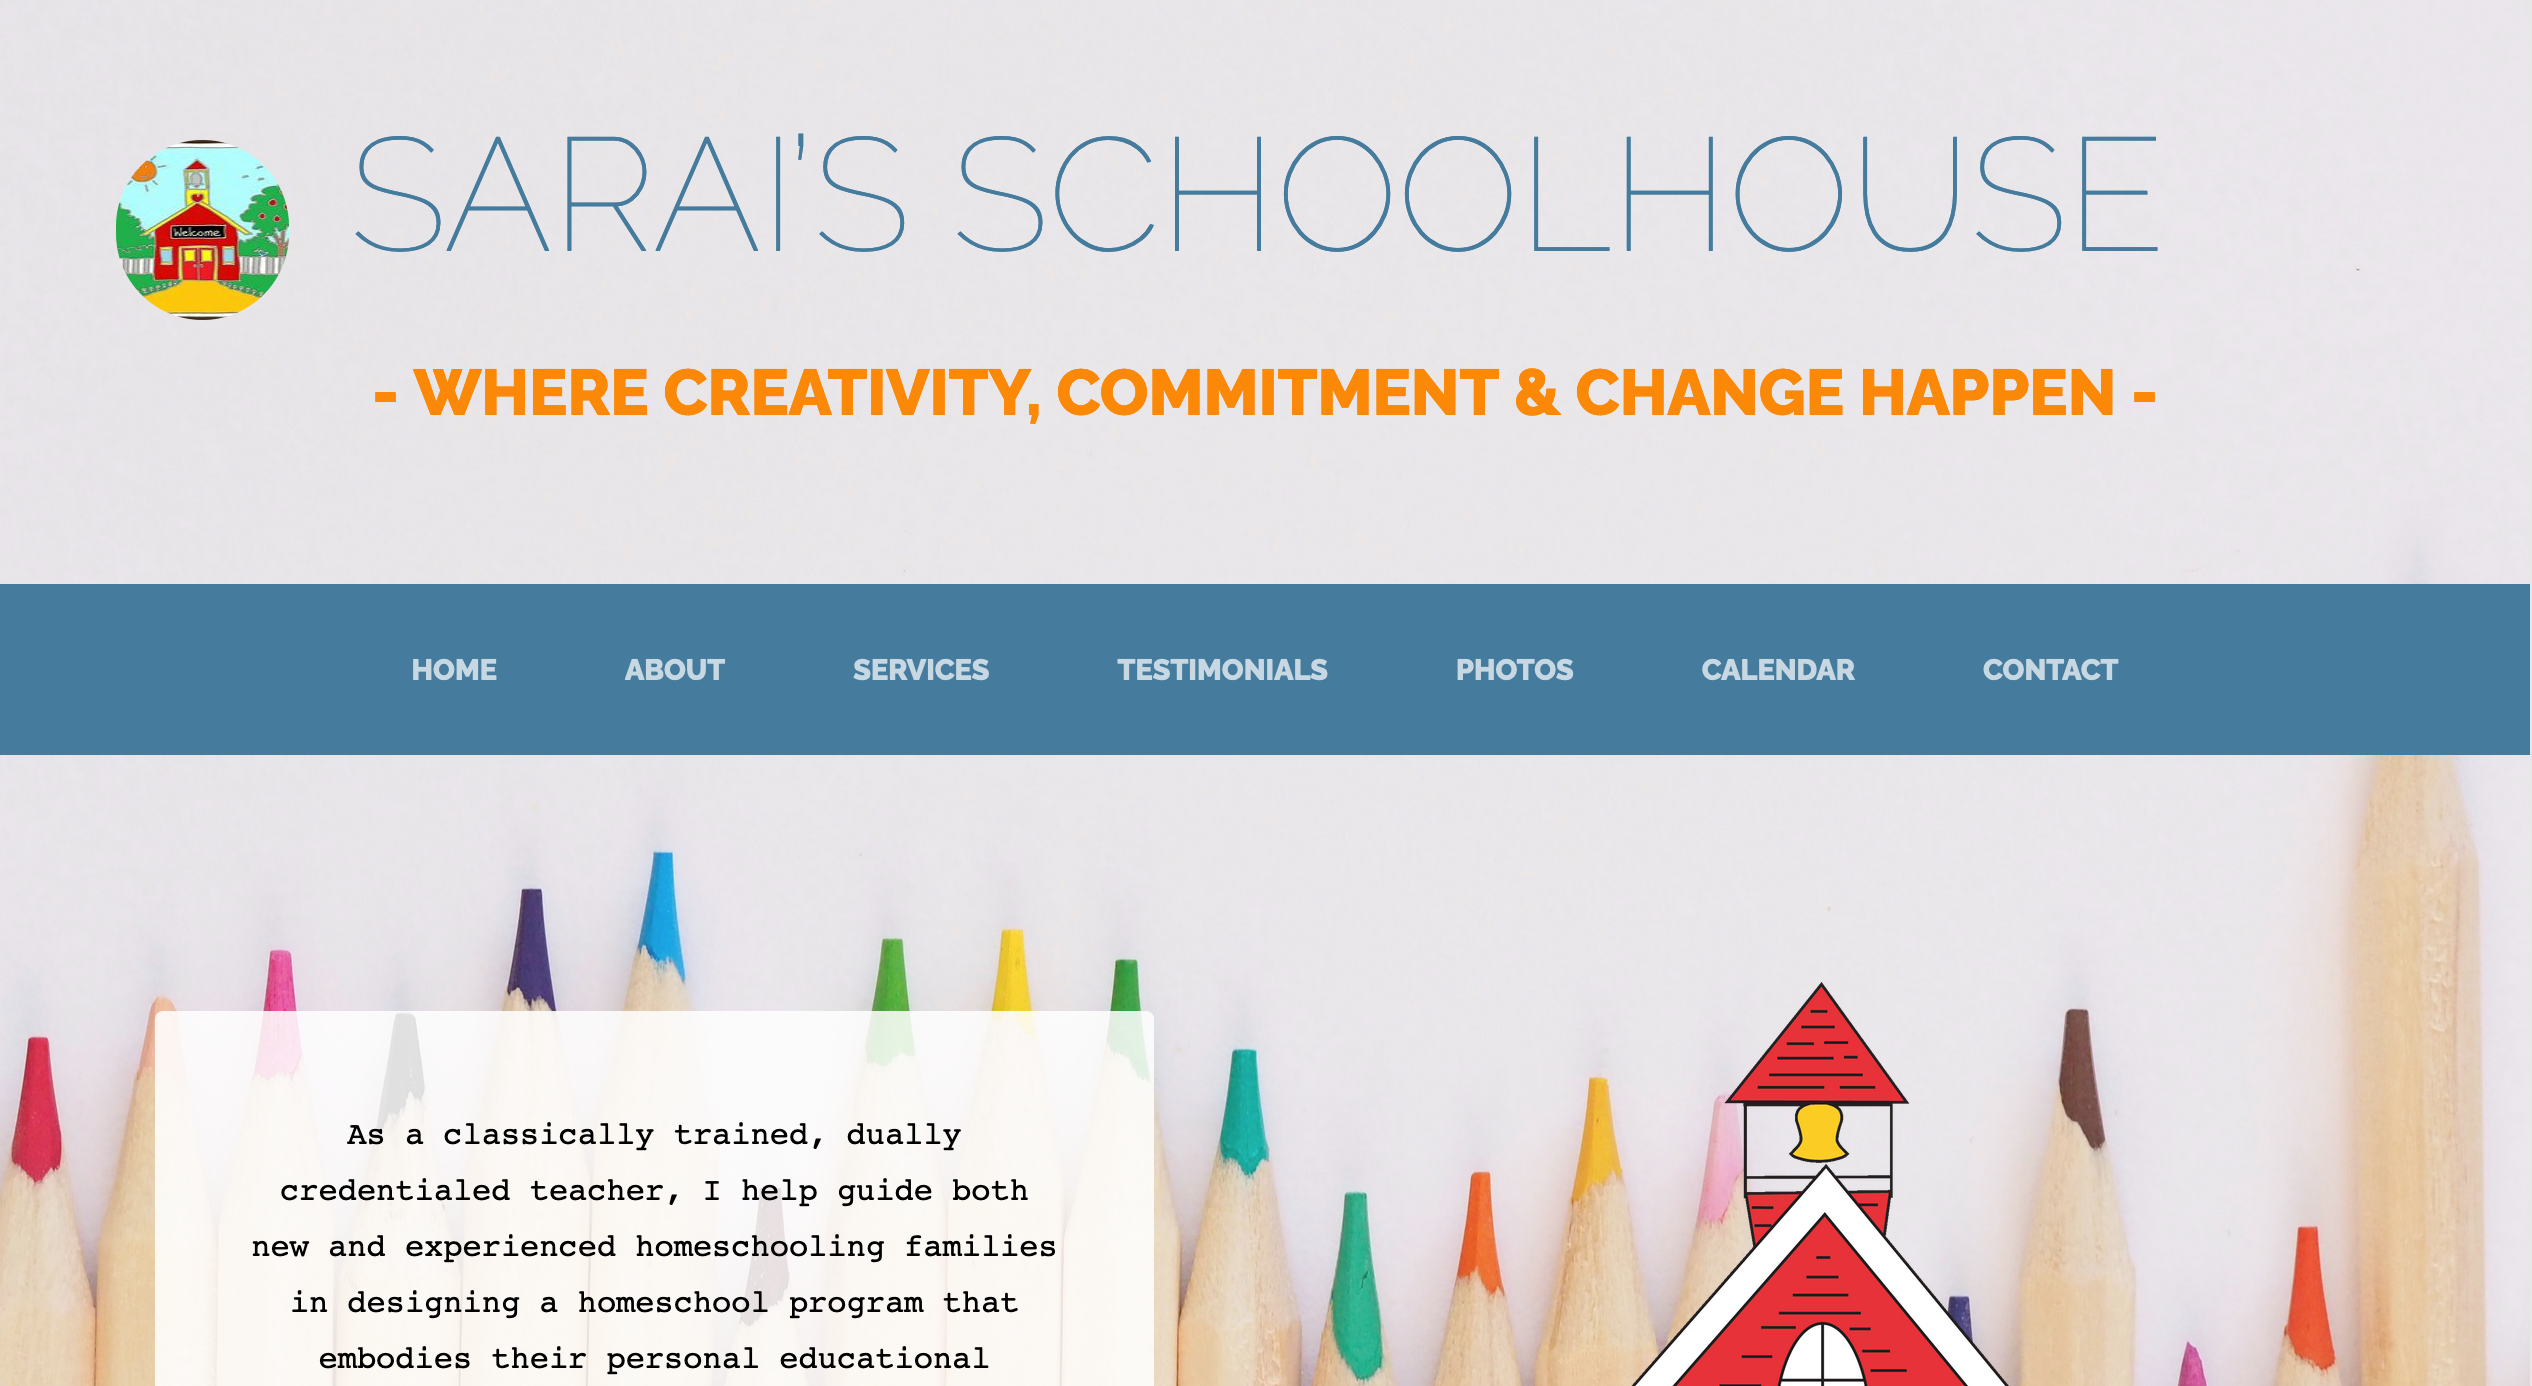 Welcome
SARAI'S SCHOOLHOUSE
- WHERE CREATIVITY, COMMITMENT & CHANGE HAPPEN -
HOME ABOUT SERVICES TESTIMONIALS PHOTOS CALENDAR CONTACT
As a classically trained, dually
credentialed teacher, I help guide both
new and experienced homeschooling families
in designing a homeschool program that
embodies their personal educational